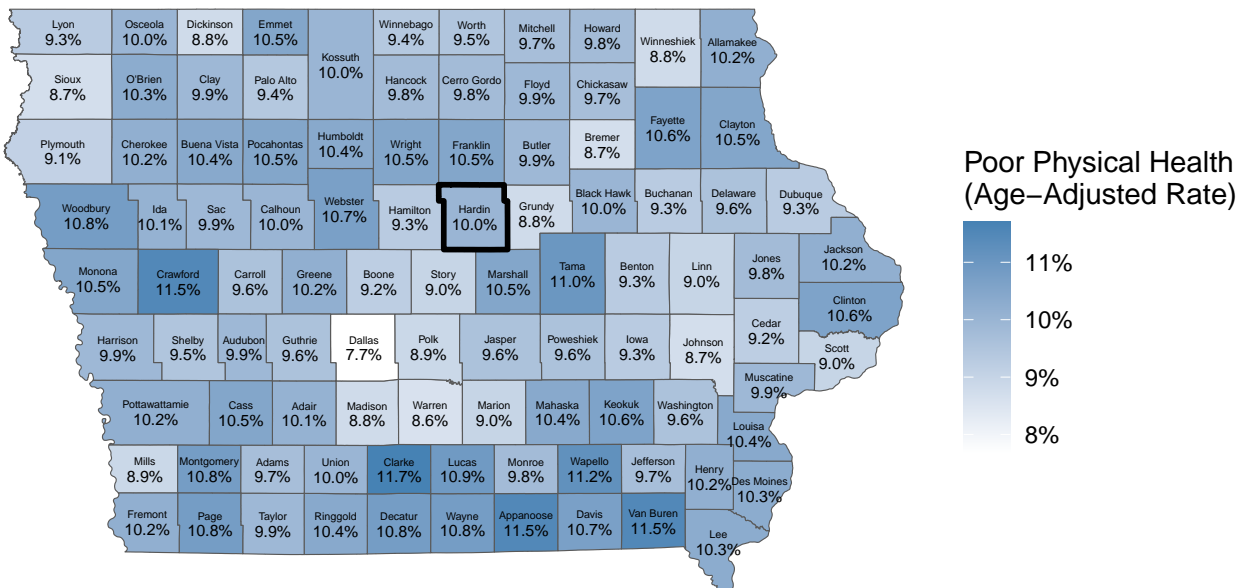 Lyon
9.3%
Osceola
10.0%
Dickinson
8.8%
Emmet
10.5%
Kossuth
10.0%
Winnebago
9.4%
Worth
9.5%
Mitchell
9.7%
Howard
9.8%
Winneshiek
8.8%
Allamakee
10.2%
Sioux
8.7%
O'Brien
10.3%
Clay
9.9%
Palo Alto
9.4%
Hancock
9.8%
Cerro Gordo
9.8%
Floyd
9.9%
Chickasaw
9.7%
Fayette
10.6%
Clayton
10.5%
Plymouth
9.1%
Cherokee
10.2%
Buena Vista
10.4%
Pocahontas
10.5%
Humboldt
10.4%
Wright
10.5%
Franklin
10.5%
Butler
9.9%
Bremer
8.7%
Woodbury
10.8%
Ida
10.1%
Sac
9.9%
Calhoun
10.0%
Webster
10.7%
Hamilton
9.3%
Hardin
10.0%
Grundy
8.8%
Black Hawk
10.0%
Buchanan
9.3%
Delaware
9.6%
Dubuque
9.3%
Monona
10.5%
Crawford
11.5%
Carroll
9.6%
Greene
10.2%
Boone
9.2%
Story
9.0%
Marshall
10.5%
Tama
11.0%
Benton
9.3%
Linn
9.0%
Jones
9.8%
Jackson
10.2%
Clinton
10.6%
Harrison
9.9%
Shelby
9.5%
Audubon
9.9%
Guthrie
9.6%
Dallas
7.7%
Polk
8.9%
Jasper
9.6%
Poweshiek
9.6%
Iowa
9.3%
Johnson
8.7%
Cedar
9.2%
Scott
9.0%
Muscatine
9.9%
Pottawattamie
10.2%
Cass
10.5%
Adair
10.1%
Madison
8.8%
Warren
8.6%
Marion
9.0%
Mahaska
10.4%
Keokuk
10.6%
Washington
9.6%
Louisa
10.4%
Mills
8.9%
Montgomery
10.8%
Adams
9.7%
Union
10.0%
Clarke
11.7%
Lucas
10.9%
Monroe
9.8%
Wapello
11.2%
Jefferson
9.7%
Henry
10.2%
Des Moines
10.3%
Fremont
10.2%
Page
10.8%
Taylor
9.9%
Ringgold
10.4%
Decatur
10.8%
Wayne
10.8%
Appanoose
11.5%
Davis
10.7%
Van Buren
11.5%
Lee
10.3%
Poor Physical Health
(Age−Adjusted Rate)
11%
10%
9%
8%